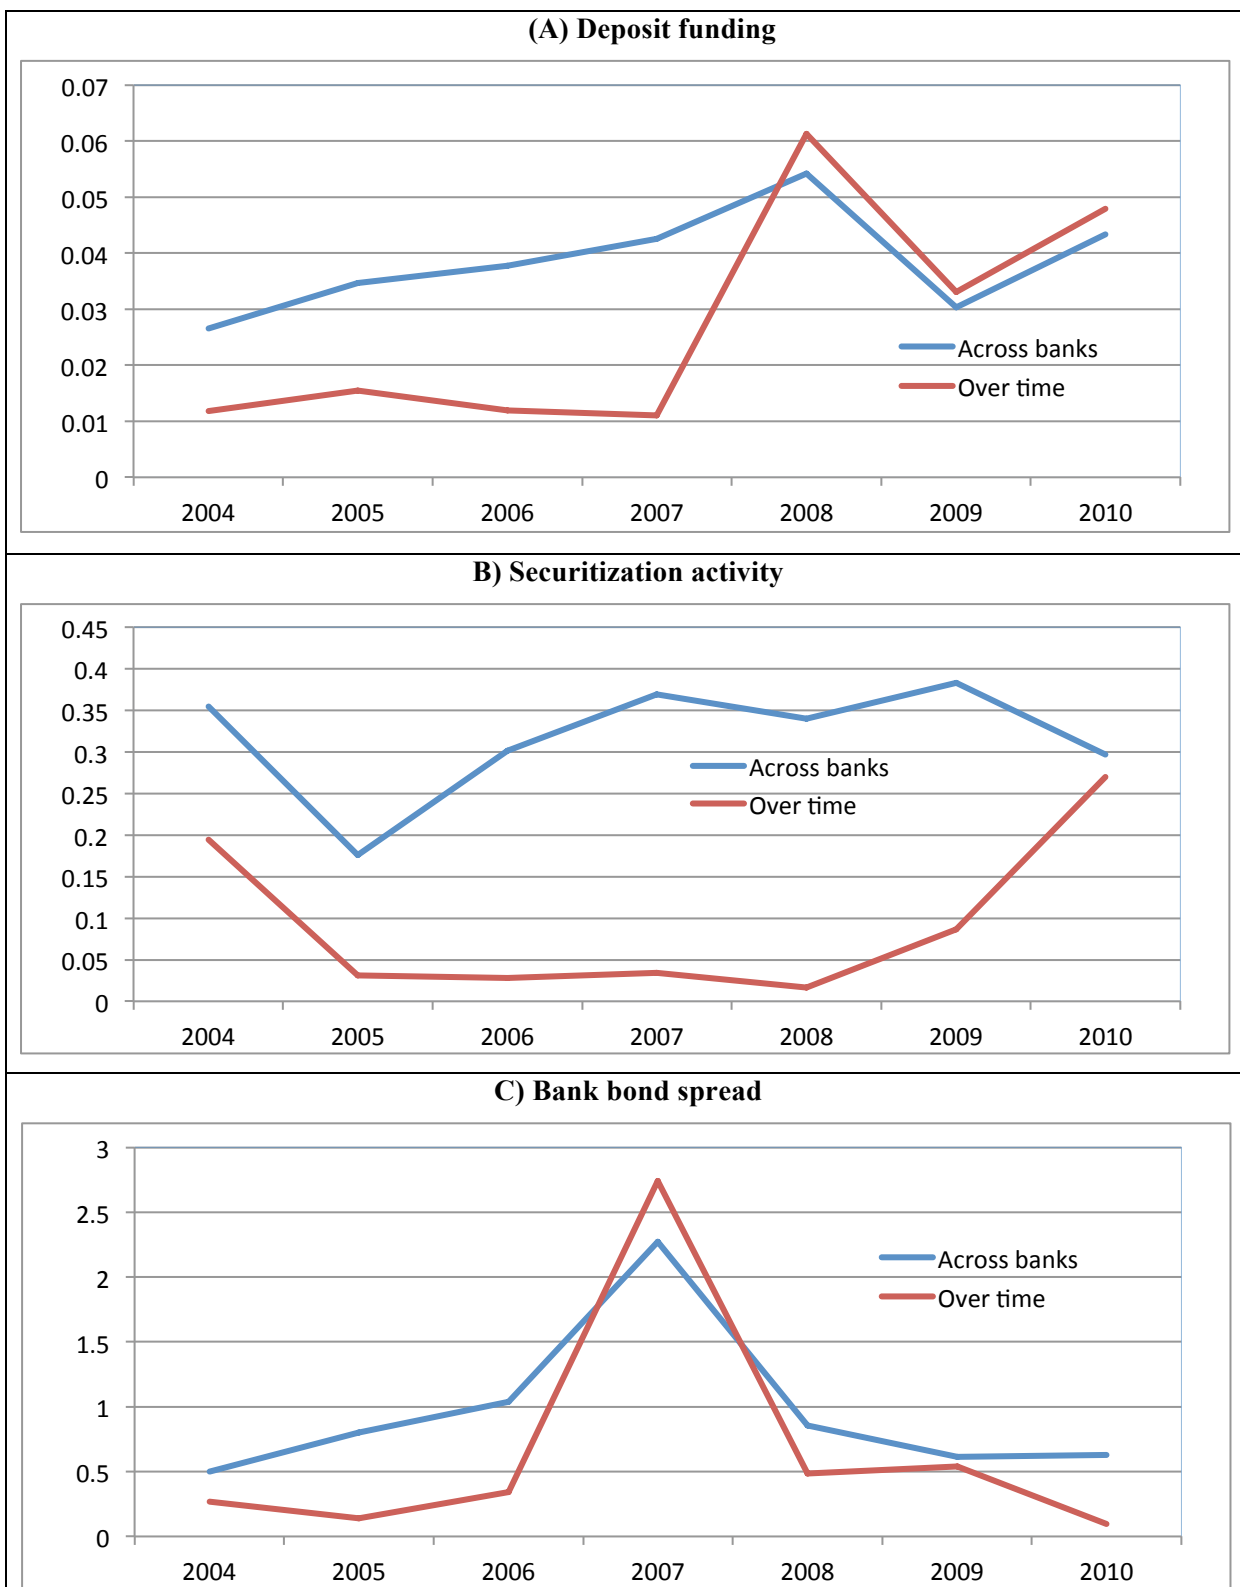 (A) Deposit funding
0.07
0.06
0.05
0.04
0.03
0.02
0.01
0
Across banks
Over time
2004 2005 2006 2007 2008 2009 2010
B) Securitization activity
0.45
0.4
0.35
0.3
0.25
0.2
0.15
0.1
0.05
0
Across banks
Over time
2004 2005 2006 2007 2008 2009 2010
C) Bank bond spread
3
2.5
2
1.5
1
0.5
0
Across banks
Over time
2004 2005 2006 2007 2008 2009 2010